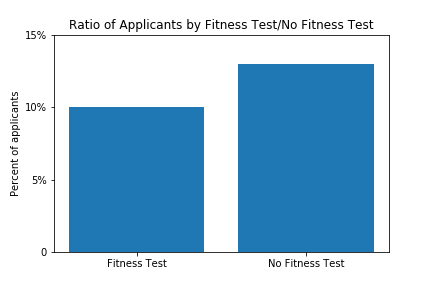 Ratio of Applicants by Fitness Test/No Fitness Test
15%
10%
5%
0
Percent of applicants
Fitness Test
No Fitness Test